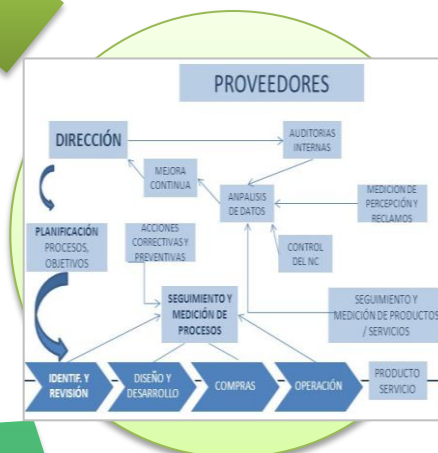 PROVEEDORES
DIRECCIÓN
AUDITORIAS
INTERNAS
MEJORA
CONTINUA
ANPALISIS
DE DATOS
MEDICION DE
PERCEPCIÓN Y
RECLAMOS
PLANIFICACIÓN
PROCESOS,
OBJETIVOS
ACCIONES
CORRECTIVAS Y
PREVENTIVAS
CONTROL
DEL NC
SEGUIMIENTO Y
MEDICIÓN DE
PROCESOS
SEGUIMIENTO Y
MEDICIÓN DE PRODUCTOS
/ SERVICIOS
IDENTIF. Y
REVISIÓN
DISEÑO Y
DESARROLLO
COMPRAS
OPERACIÓN
PRODUCTO
SERVICIO